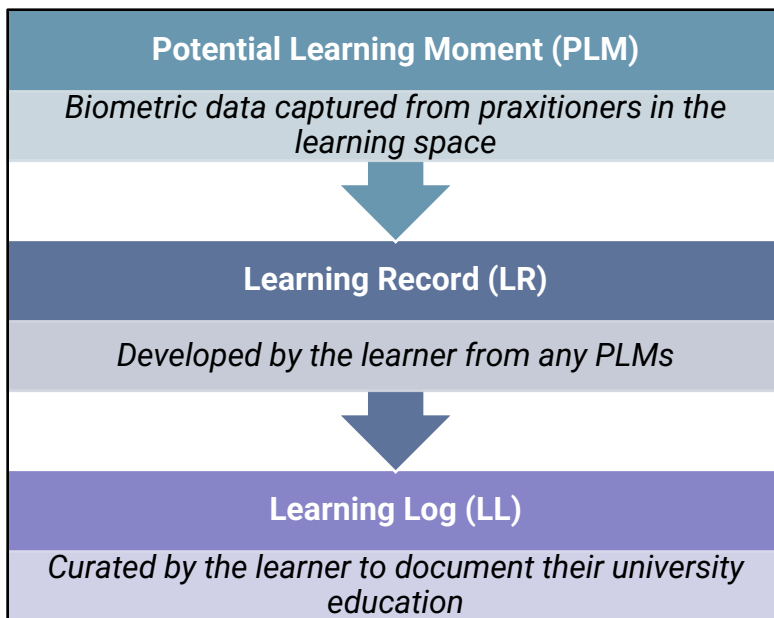 Potential Learning Moment (PLM)
Biometric data captured from praxitioners in the
learning space
Learning Record (LR)
Developed by the learner from any PLMs
Learning Log (LL)
Curated by the learner to document their university
education